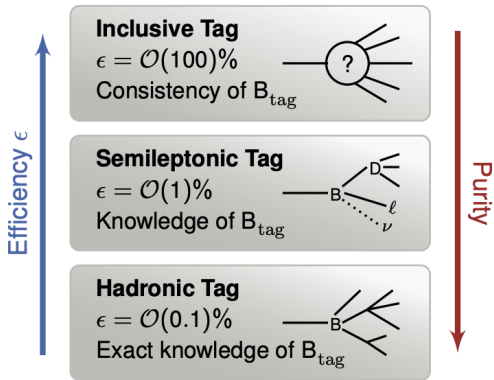 Efficiency ϵ
Inclusive Tag
ϵ = O(100)%
Consistency of B_tag
?
Semileptonic Tag
ϵ = O(1)%
Knowledge of B_tag
B
D
ℓ
ν
Hadronic Tag
ϵ = O(0.1)%
Exact knowledge of B_tag
B
Purity